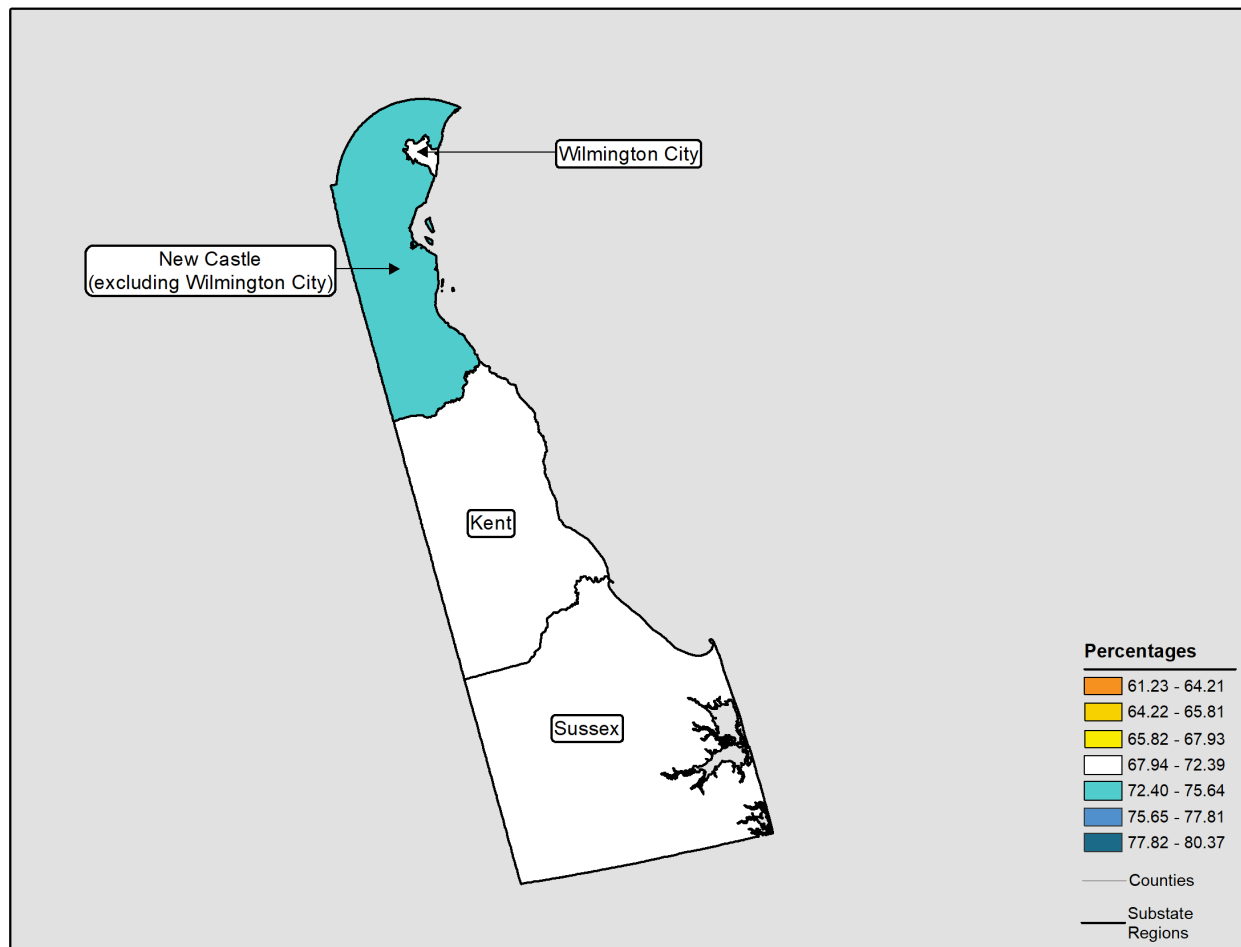 Wilmington City
New Castle
(excluding Wilmington City)
Kent
Sussex
Percentages
61.23 - 64.21
64.22 - 65.81
65.82 - 67.93
67.94 - 72.39
72.40 - 75.64
75.65 - 77.81
77.82 - 80.37
Counties
Substate
Regions